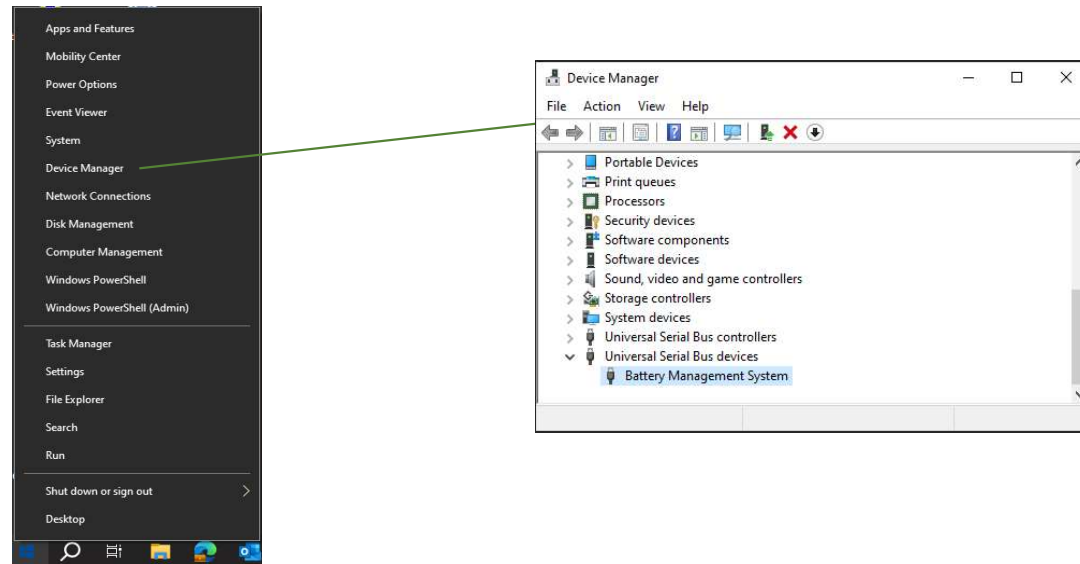 Apps and Features
Mobility Center
Power Options
Event Viewer
System
Device Manager
Network Connections
Disk Management
Computer Management
Windows PowerShell
Windows PowerShell (Admin)
Task Manager
Settings
File Explorer
Search
Run
Shut down or sign out
Desktop
Device Manager
File Action View Help
Portable Devices
Print queues
Processors
Security devices
Software components
Software devices
Sound, video and game controllers
Storage controllers
System devices
Universal Serial Bus controllers
Universal Serial Bus devices
Battery Management System